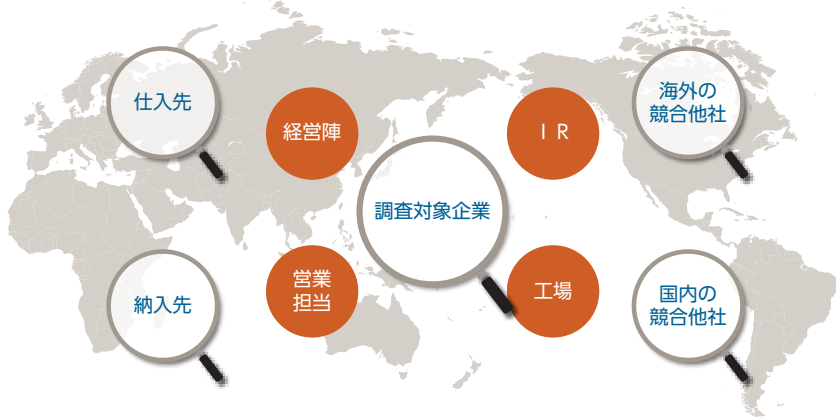 仕入先
経営陣
ＩＲ
海外の
競合他社
調査対象企業
納入先
営業
担当
工場
国内の
競合他社